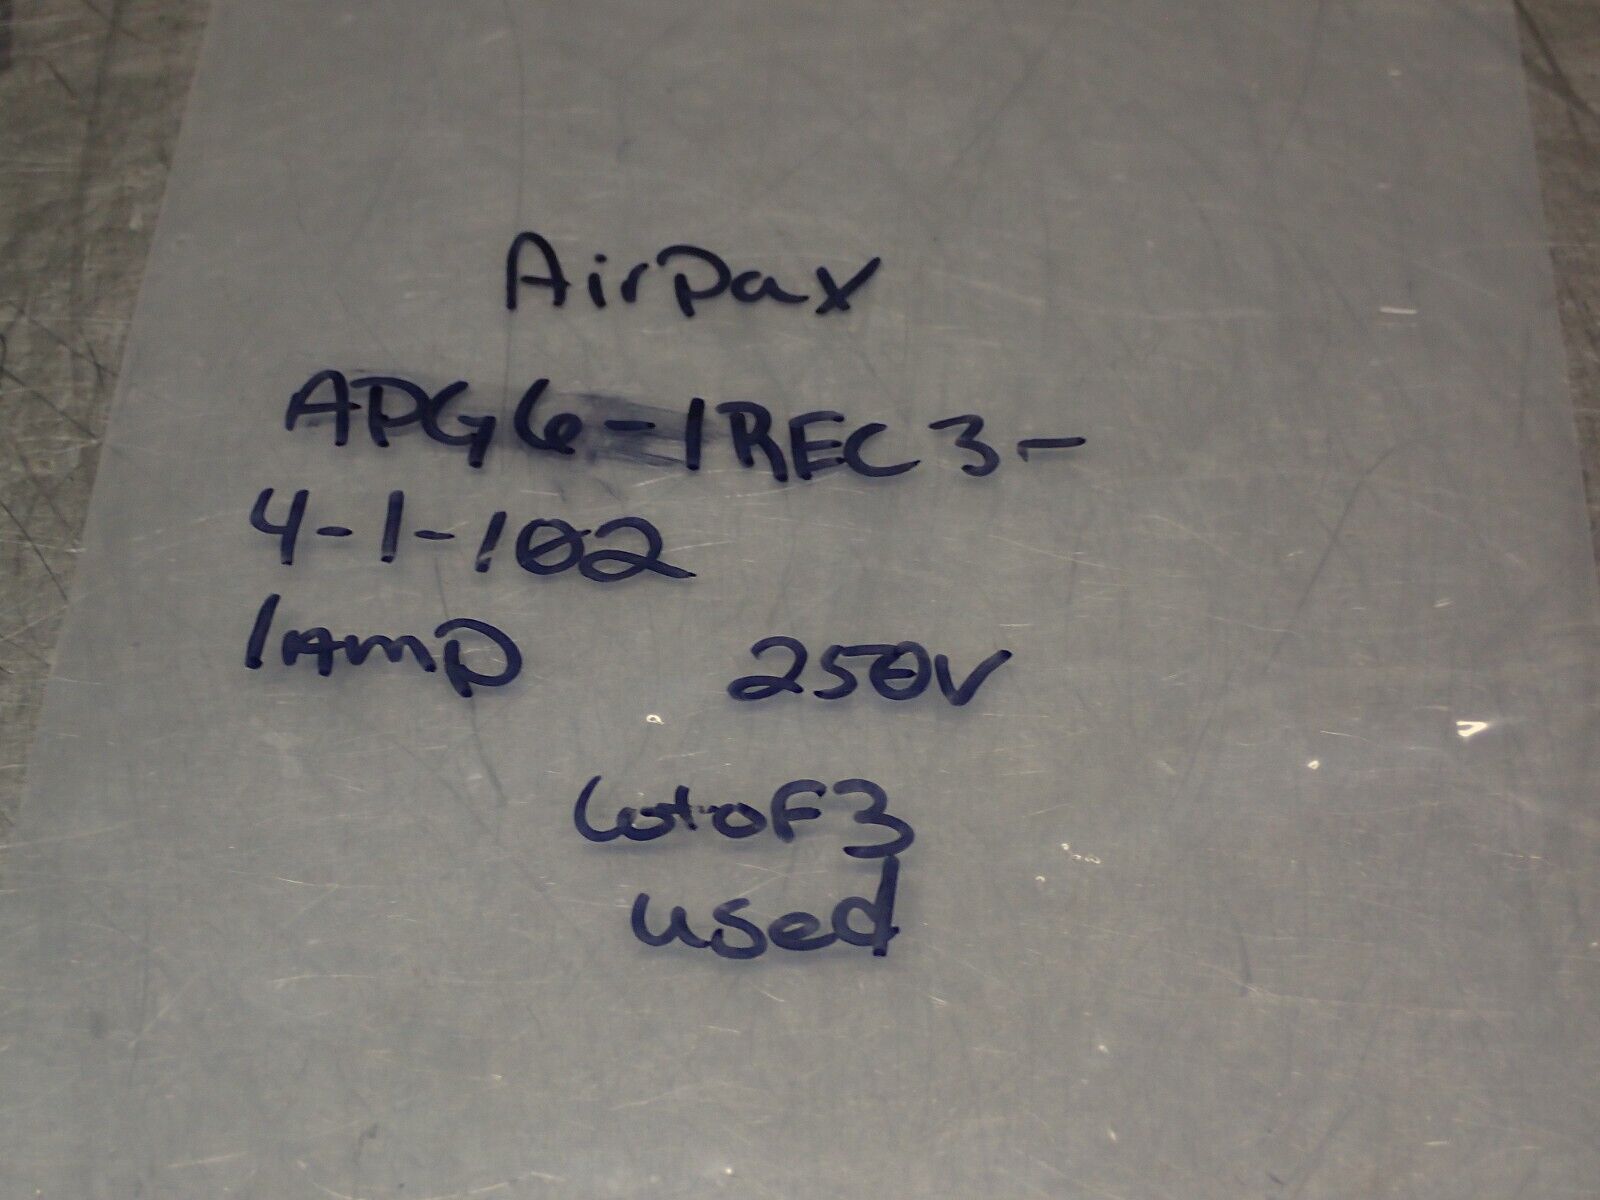 Airpax
APG6-1REC3-
4-1-102
1Amp 250V
Lot of 3
used